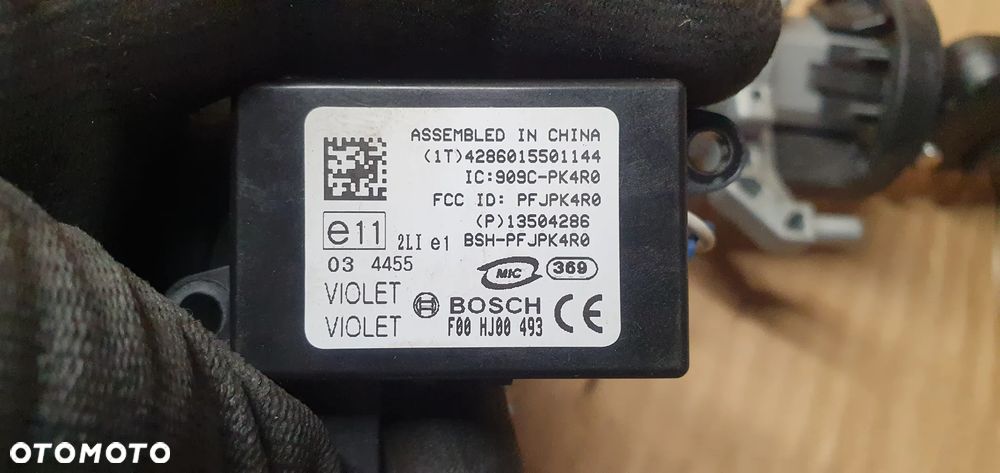 ASSEMBLED IN CHINA
(1T)4286015501144
IC:909C-PK4R0
FCC ID: PFJPK4R0
(P)13504286
e11 2LI e1 BSH-PFJPK4R0
03 4455
MIC 369
VIOLET
BOSCH CE
VIOLET
F00 HJ00 493
OTOMOTO